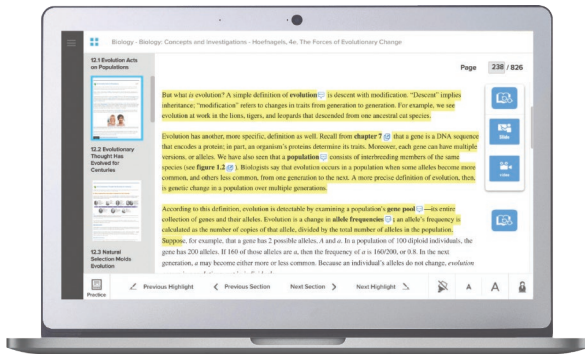 Biology - Biology: Concepts and Investigations - Hoefnagels, 4e, The Forces of Evolutionary Change
12.1 Evolution Acts
on Populations
12.2 Evolutionary
Thought Has
Evolved for
Centuries
12.3 Natural
Selection Molds
Evolution
Page 238 / 826
But what is evolution? A simple definition of evolution is descent with modification. "Descent" implies
inheritance; "modification" refers to changes in traits from generation to generation. For example, we see
evolution at work in the lions, tigers, and leopards that descended from one ancestral cat species.
Evolution has another, more specific, definition as well. Recall from chapter 7 that a gene is a DNA sequence
that encodes a protein; in part, an organism's proteins determine its traits. Moreover, each gene can have multiple
versions, or alleles. We have also seen that a population consists of interbreeding members of the same
species (see figure 1.2 ). Biologists say that evolution occurs in a population when some alleles become more
common, and others less common, from one generation to the next. A more precise definition of evolution, then,
is genetic change in a population over multiple generations.
According to this definition, evolution is detectable by examining a population's gene pool —its entire
collection of genes and their alleles. Evolution is a change in allele frequencies ; an allele's frequency is
calculated as the number of copies of that allele, divided by the total number of alleles in the population.
Suppose, for example, that a gene has 2 possible alleles, A and a. In a population of 100 diploid individuals, the
gene has 200 alleles. If 160 of those alleles are a, then the frequency of a is 160/200, or 0.8. In the next
generation, a may become either more or less common. Because an individual's alleles do not change, evolution
Slide
Practice
Previous Highlight
Previous Section
Next Section
Next Highlight
A
A